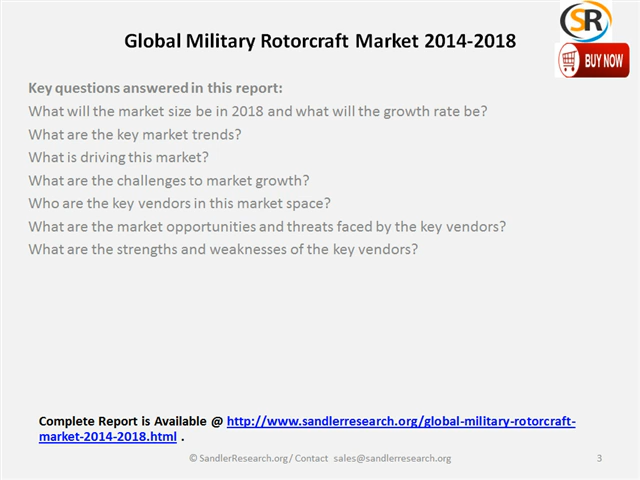 SR
BUY NOW
Global Military Rotorcraft Market 2014-2018
Key questions answered in this report:
What will the market size be in 2018 and what will the growth rate be?
What are the key market trends?
What is driving this market?
What are the challenges to market growth?
Who are the key vendors in this market space?
What are the market opportunities and threats faced by the key vendors?
What are the strengths and weaknesses of the key vendors?
Complete Report is Available @ http://www.sandlerresearch.org/global-military-rotorcraft-
market-2014-2018.html .
© SandlerResearch.org/ Contact sales@sandlerresearch.org
3